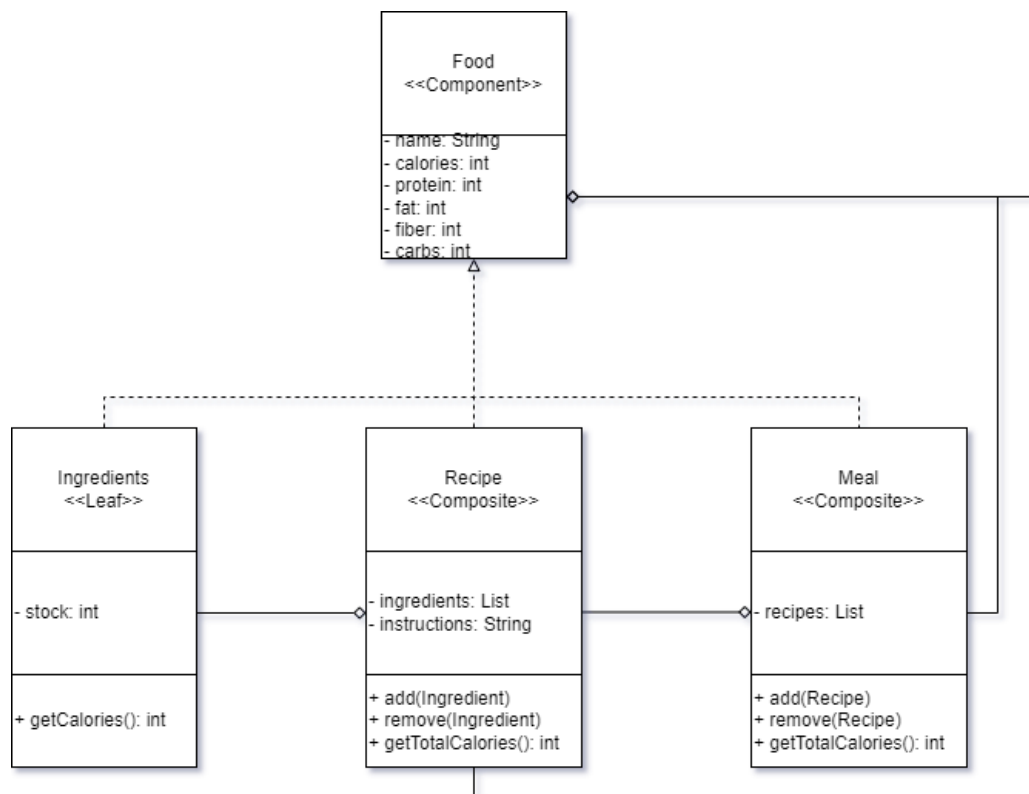 Food
<<Component>>
- name: String
- calories: int
- protein: int
- fat: int
- fiber: int
- carbs: int
Ingredients
<<Leaf>>
- stock: int
+ getCalories(): int
Recipe
<<Composite>>
- ingredients: List
- instructions: String
+ add(Ingredient)
+ remove(Ingredient)
+ getTotalCalories(): int
Meal
<<Composite>>
- recipes: List
+ add(Recipe)
+ remove(Recipe)
+ getTotalCalories(): int